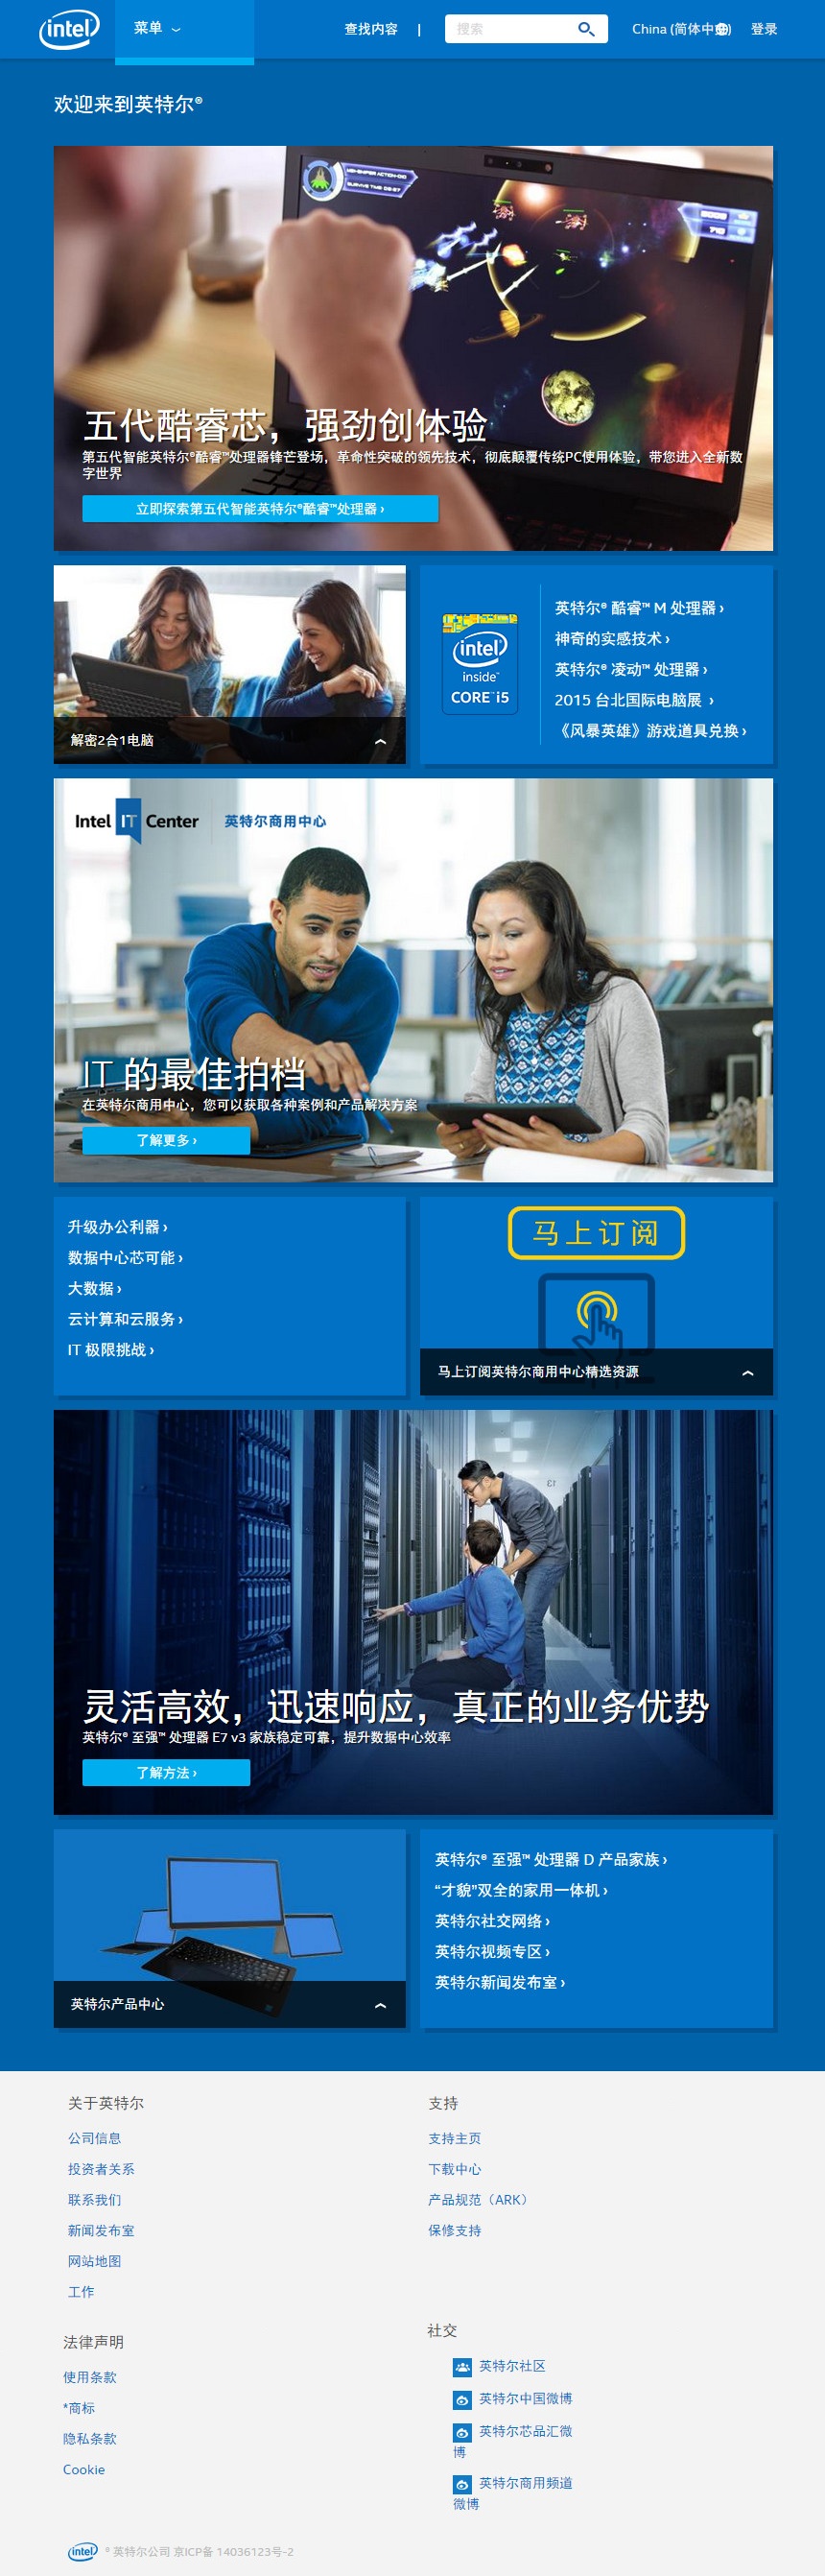 intel
菜单
查找内容 |
搜索
China (简体中文)
登录
欢迎来到英特尔®
五代酷睿芯，强劲创体验
第五代智能英特尔®酷睿™处理器锋芒登场，革命性突破的领先技术，彻底颠覆传统PC使用体验，带您进入全新数
字世界
立即探索第五代智能英特尔®酷睿™处理器 ›
解密2合1电脑
intel
inside™
CORE™ i5
英特尔® 酷睿™ M 处理器 ›
神奇的实感技术 ›
英特尔® 凌动™ 处理器 ›
2015 台北国际电脑展 ›
《风暴英雄》游戏道具兑换 ›
Intel IT Center
英特尔商用中心
IT 的最佳拍档
在英特尔商用中心，您可以获取各种案例和产品解决方案
了解更多 ›
升级办公利器 ›
数据中心芯可能 ›
大数据 ›
云计算和云服务 ›
IT 极限挑战 ›
马上订阅
马上订阅英特尔商用中心精选资源
灵活高效，迅速响应，真正的业务优势
英特尔® 至强™ 处理器 E7 v3 家族稳定可靠，提升数据中心效率
了解方法 ›
英特尔产品中心
英特尔® 至强™ 处理器 D 产品家族 ›
“才貌”双全的家用一体机 ›
英特尔社交网络 ›
英特尔视频专区 ›
英特尔新闻发布室 ›
关于英特尔
公司信息
投资者关系
联系我们
新闻发布室
网站地图
工作
支持
支持主页
下载中心
产品规范（ARK）
保修支持
法律声明
使用条款
*商标
隐私条款
Cookie
社交
英特尔社区
英特尔中国微博
英特尔芯品汇微
博
英特尔商用频道
微博
intel
® 英特尔公司 京ICP备 14036123号-2